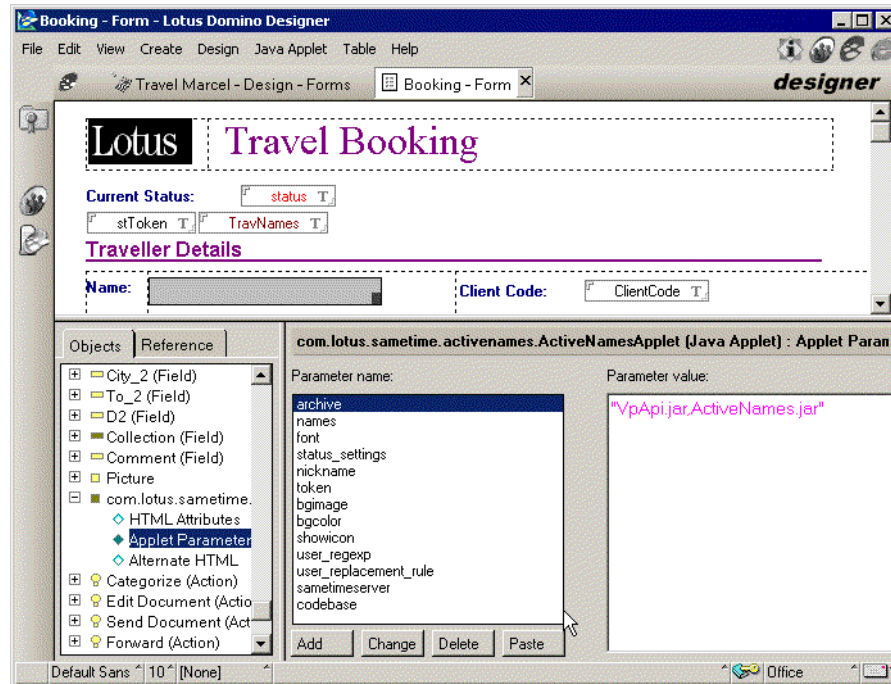 Booking - Form - Lotus Domino Designer
File Edit View Create Design Java Applet Table Help
Travel Marcel - Design - Forms Booking - Form
designer
Lotus Travel Booking
Current Status: status T
stToken T TravNames T
Traveller Details
Name: Client Code: ClientCode T
Objects Reference
com.lotus.sametime.activenames.ActiveNamesApplet (Java Applet) : Applet Param
City_2 (Field)
To_2 (Field)
D2 (Field)
Collection (Field)
Comment (Field)
Picture
com.lotus.sametime.
HTML Attributes
Applet Parameter
Alternate HTML
Categorize (Action)
Edit Document (Actio
Send Document (Act
Forward (Action)
Parameter name:
archive
names
font
status_settings
nickname
token
bgimage
bgcolor
showicon
user_regexp
user_replacement_rule
sametimeserver
codebase
Add Change Delete Paste
Parameter value:
"VpApi.jar,ActiveNames.jar"
Default Sans 10 [None] Office